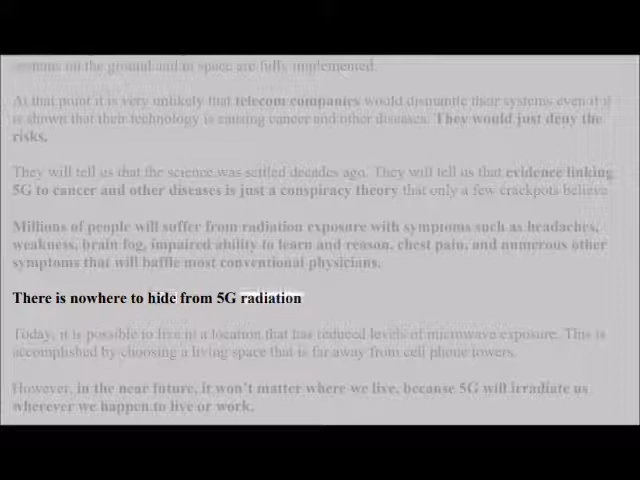 systems on the ground and in space are fully implemented.
At that point it is very unlikely that telecom companies would dismantle their systems even if it
is shown that their technology is causing cancer and other diseases. They would just deny the
risks.
They will tell us that the science was settled decades ago. They will tell us that evidence linking
5G to cancer and other diseases is just a conspiracy theory that only a few crackpots believe
Millions of people will suffer from radiation exposure with symptoms such as headaches,
weakness, brain fog, impaired ability to learn and reason, chest pain, and numerous other
symptoms that will baffle most conventional physicians.
There is nowhere to hide from 5G radiation
Today, it is possible to live in a location that has reduced levels of microwave exposure. This is
accomplished by choosing a living space that is far away from cell phone towers.
However, in the near future, it won't matter where we live, because 5G will irradiate us
wherever we happen to live or work.